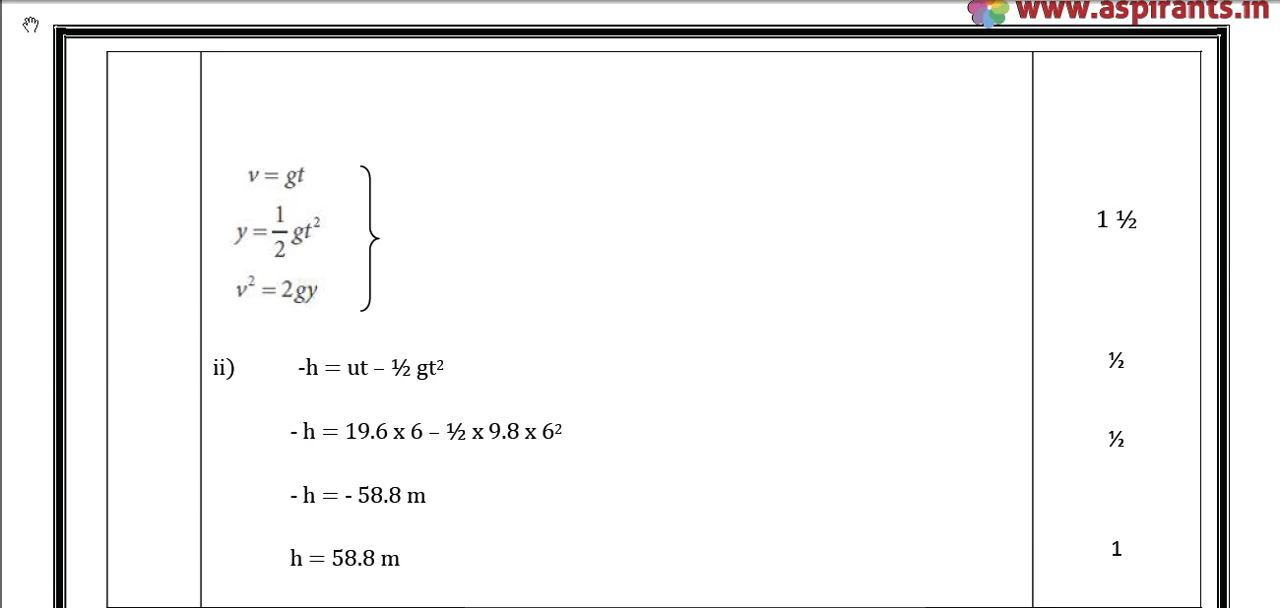 www.aspirants.in
v = gt
y = 1/2 gt²
1 ½
v² = 2gy
ii) -h = ut – ½ gt²
½
- h = 19.6 x 6 – ½ x 9.8 x 6²
½
- h = - 58.8 m
h = 58.8 m
1